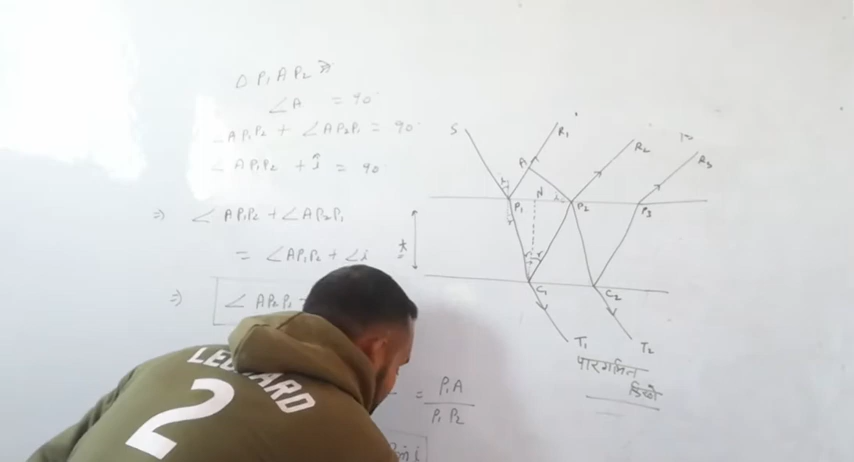 Δ P₁ A P₂ में
∠A = 90°
∠AP₁P₂ + ∠AP₂P₁ = 90°
∠AP₁P₂ + i = 90
⇒ ∠AP₁P₂ + ∠AP₂P₁
= ∠AP₁P₂ + ∠i
⇒ ∠AP₂P₁
= P₁A / P₁P₂
sin i
S
R₁
R₂
R₃
A
P₁
N
i
P₂
P₃
t
r
C₁
C₂
T₁
T₂
पारगमित
किरणे
2